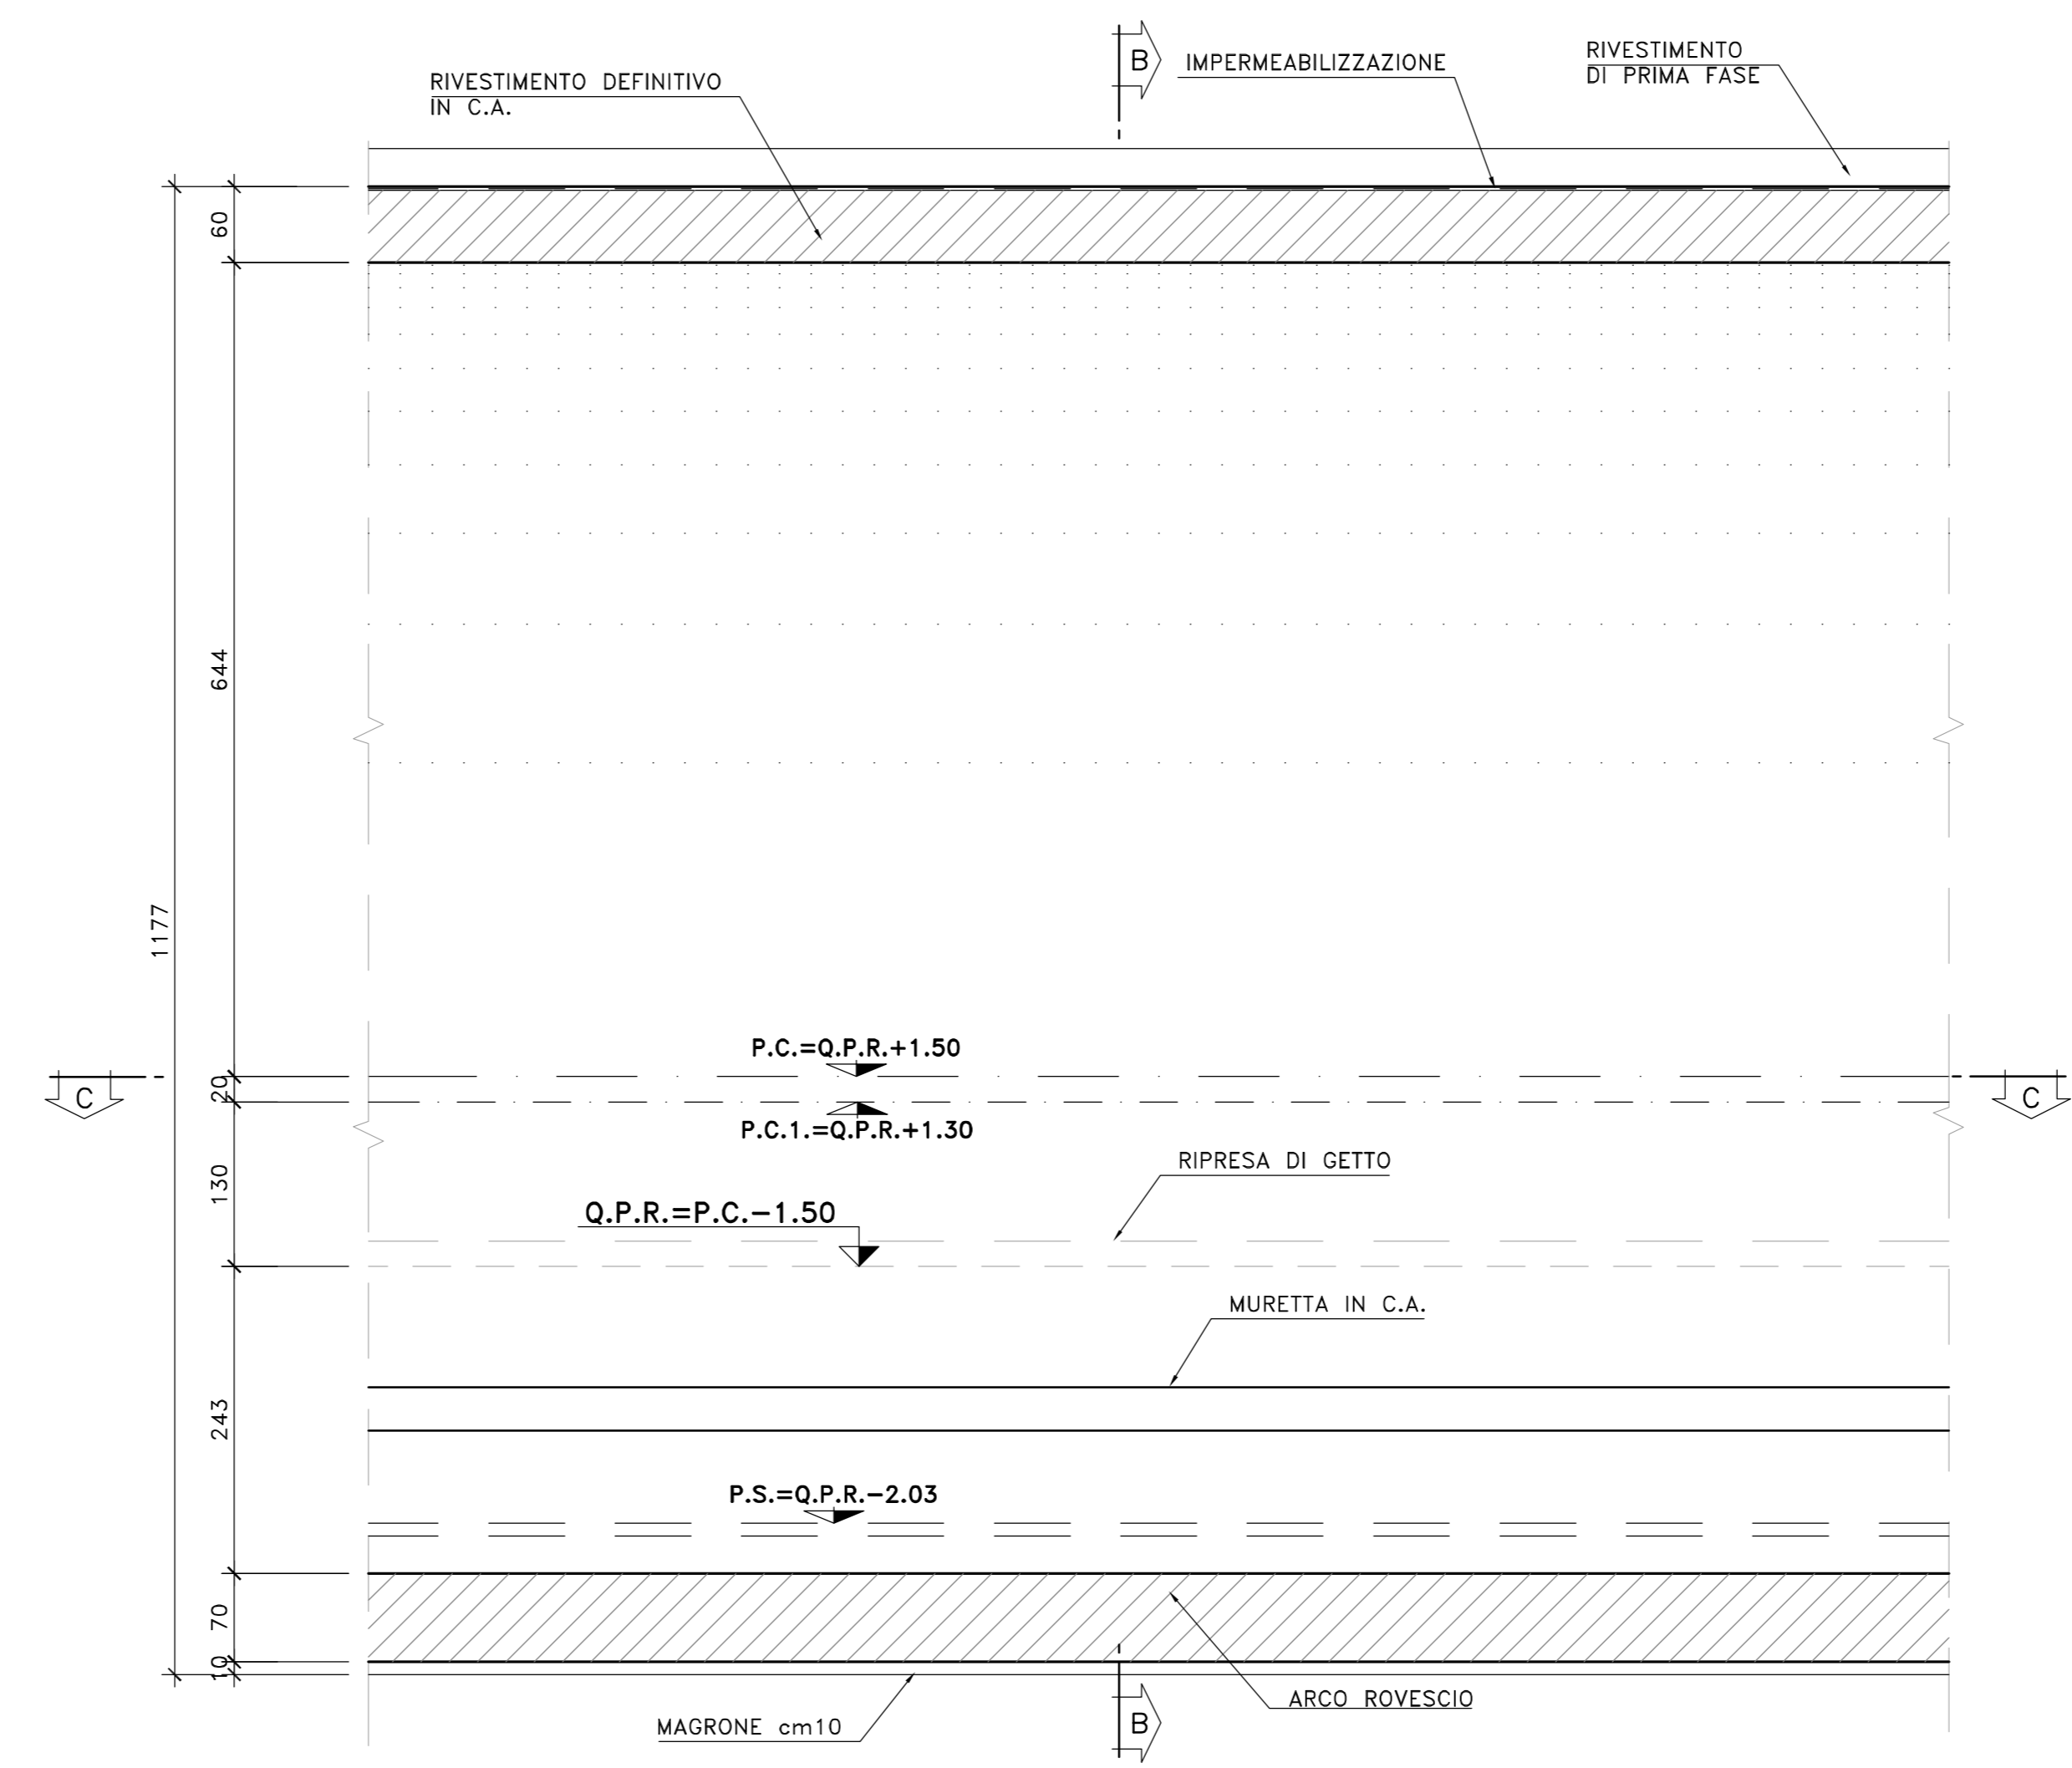 B
IMPERMEABILIZZAZIONE
RIVESTIMENTO
DI PRIMA FASE
RIVESTIMENTO DEFINITIVO
IN C.A.
60
644
1177
P.C.=Q.P.R.+1.50
20
C
C
P.C.1.=Q.P.R.+1.30
130
RIPRESA DI GETTO
Q.P.R.=P.C.-1.50
MURETTA IN C.A.
243
P.S.=Q.P.R.-2.03
70
10
ARCO ROVESCIO
MAGRONE cm10
B